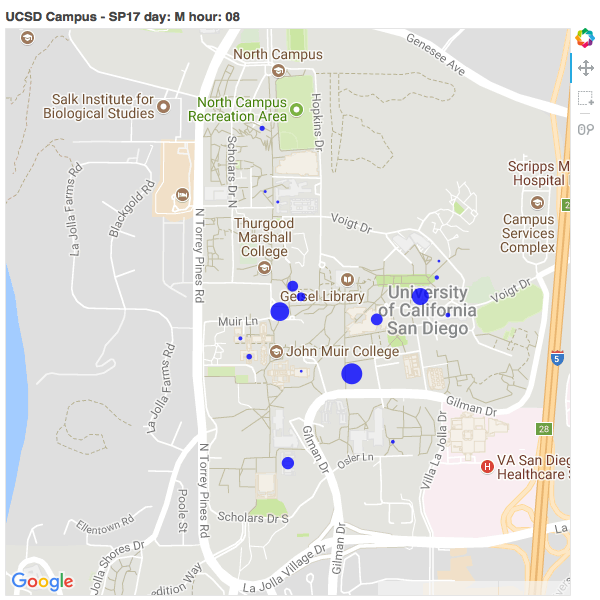 UCSD Campus - SP17 day: M hour: 08
Genesee Ave
North Campus
Salk Institute for
Biological Studies
North Campus
Recreation Area
Hopkins Dr
Scholars Dr N
La Jolla Farms Rd
Blackgold Rd
N Torrey Pines Rd
Scripps M
Hospital
2
Campus
Services
Complex
Voigt Dr
Thurgood
Marshall
College
Geisel Library
University
of California
San Diego
Voigt Dr
Muir Ln
John Muir College
5
La Jolla Farms Rd
Gilman Dr
28
Gilman Dr
Osler Ln
Villa La Jolla Dr
N Torrey Pines Rd
H
VA San Dieg
Healthcare S
Poole St
Ellentown Rd
Scholars Dr S
Gilman Dr
La
La Jolla Shores Dr
La Jolla Village Dr
edition Way
Google